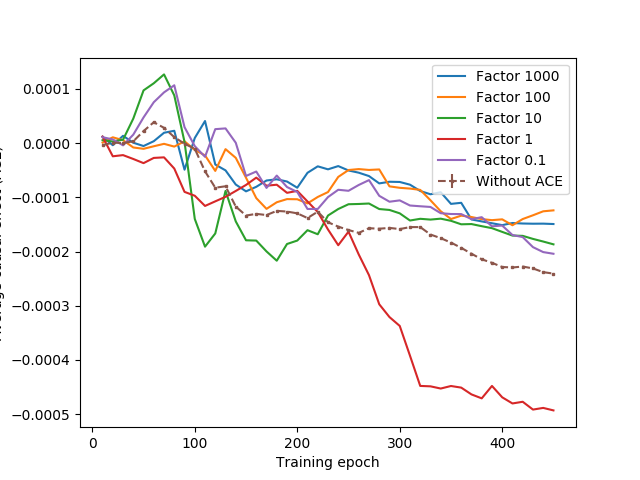 0.0001
0.0000
−0.0001
−0.0002
−0.0003
−0.0004
−0.0005
0
100
200
300
400
Training epoch
Factor 1000
Factor 100
Factor 10
Factor 1
Factor 0.1
Without ACE